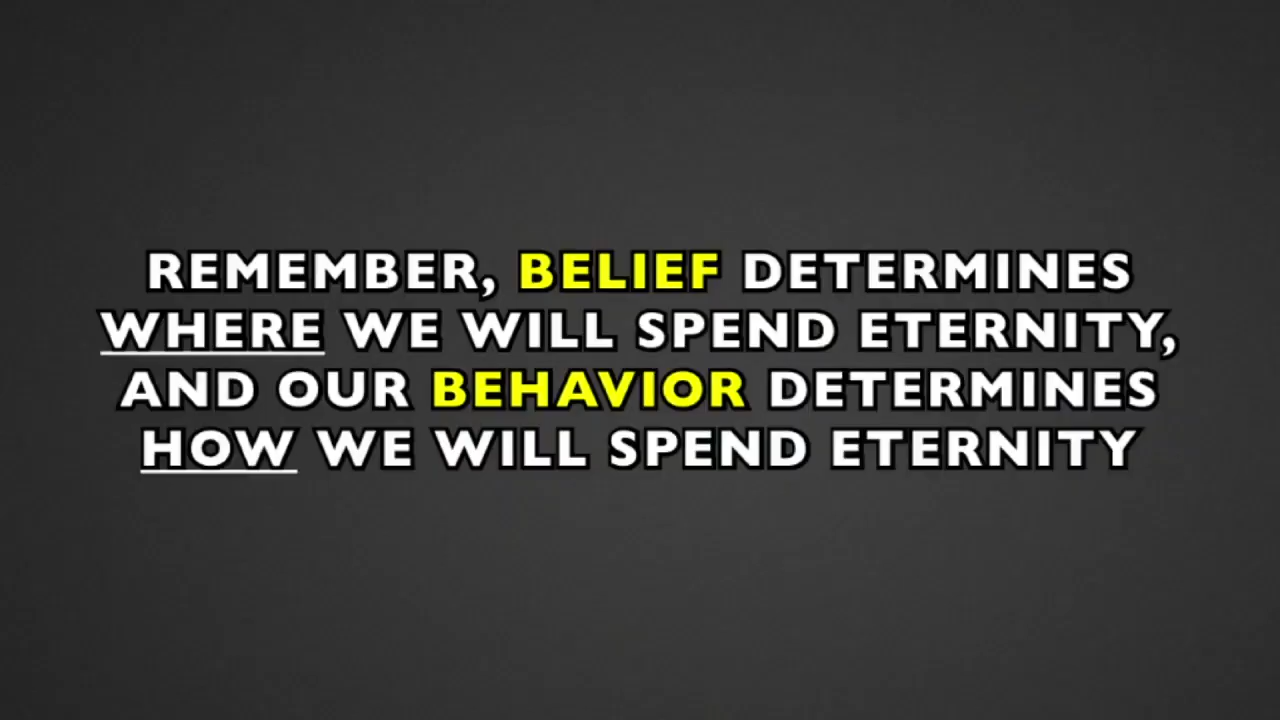 REMEMBER, BELIEF DETERMINES
WHERE WE WILL SPEND ETERNITY,
AND OUR BEHAVIOR DETERMINES
HOW WE WILL SPEND ETERNITY